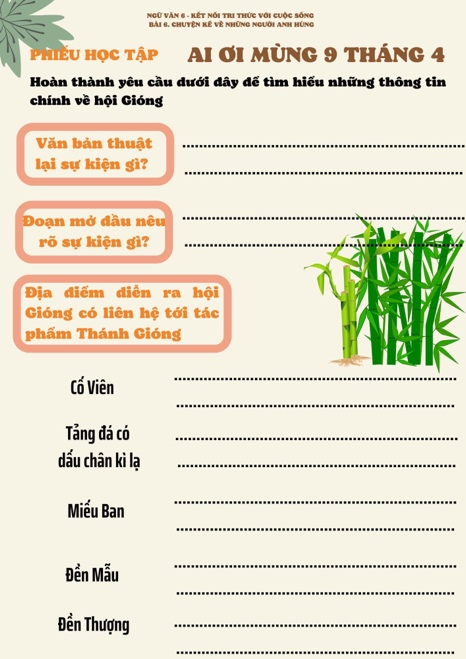 NGỮ VĂN 6 - KẾT NỐI TRI THỨC VỚI CUỘC SỐNG
BÀI 6. CHUYỆN KỂ VỀ NHỮNG NGƯỜI ANH HÙNG
PHIẾU HỌC TẬP
AI ƠI MÙNG 9 THÁNG 4
Hoàn thành yêu cầu dưới đây để tìm hiểu những thông tin
chính về hội Gióng
Văn bản thuật
lại sự kiện gì?
Đoạn mở đầu nêu
rõ sự kiện gì?
Địa điểm diễn ra hội
Gióng có liên hệ tới tác
phẩm Thánh Gióng
Cố Viên
Tảng đá có
dấu chân kì lạ
Miếu Ban
Đền Mẫu
Đền Thượng